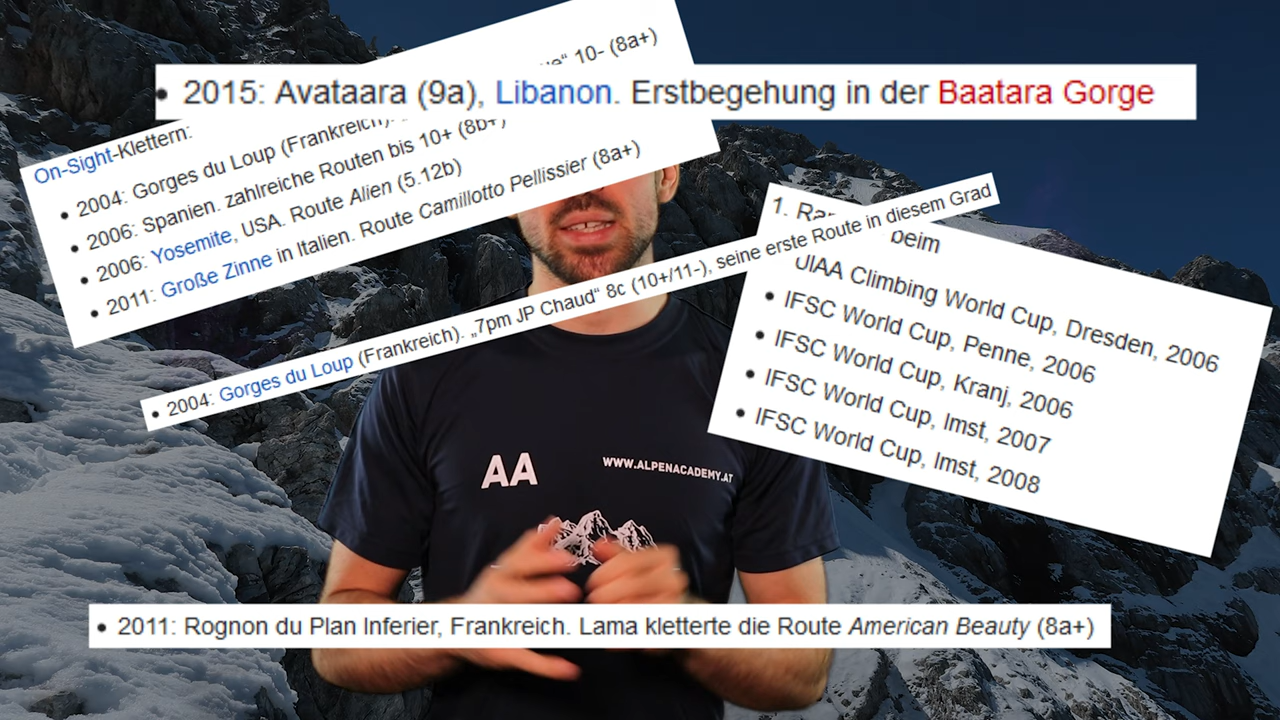 ve“ 10- (8a+)
• 2015: Avataara (9a), Libanon. Erstbegehung in der Baatara Gorge
On-Sight-Klettern:
• 2004: Gorges du Loup (Frankreich).
• 2006: Spanien. zahlreiche Routen bis 10+ (8b+)
• 2006: Yosemite, USA. Route Alien (5.12b)
• 2011: Große Zinne in Italien. Route Camillotto Pellissier (8a+)
• 2004: Gorges du Loup (Frankreich). „7pm JP Chaud“ 8c (10+/11-), seine erste Route in diesem Grad
1.
beim
UIAA Climbing World Cup, Dresden, 2006
• IFSC World Cup, Penne, 2006
• IFSC World Cup, Kranj, 2006
• IFSC World Cup, Imst, 2007
• IFSC World Cup, Imst, 2008
AA
WWW.ALPENACADEMY.AT
• 2011: Rognon du Plan Inferier, Frankreich. Lama kletterte die Route American Beauty (8a+)